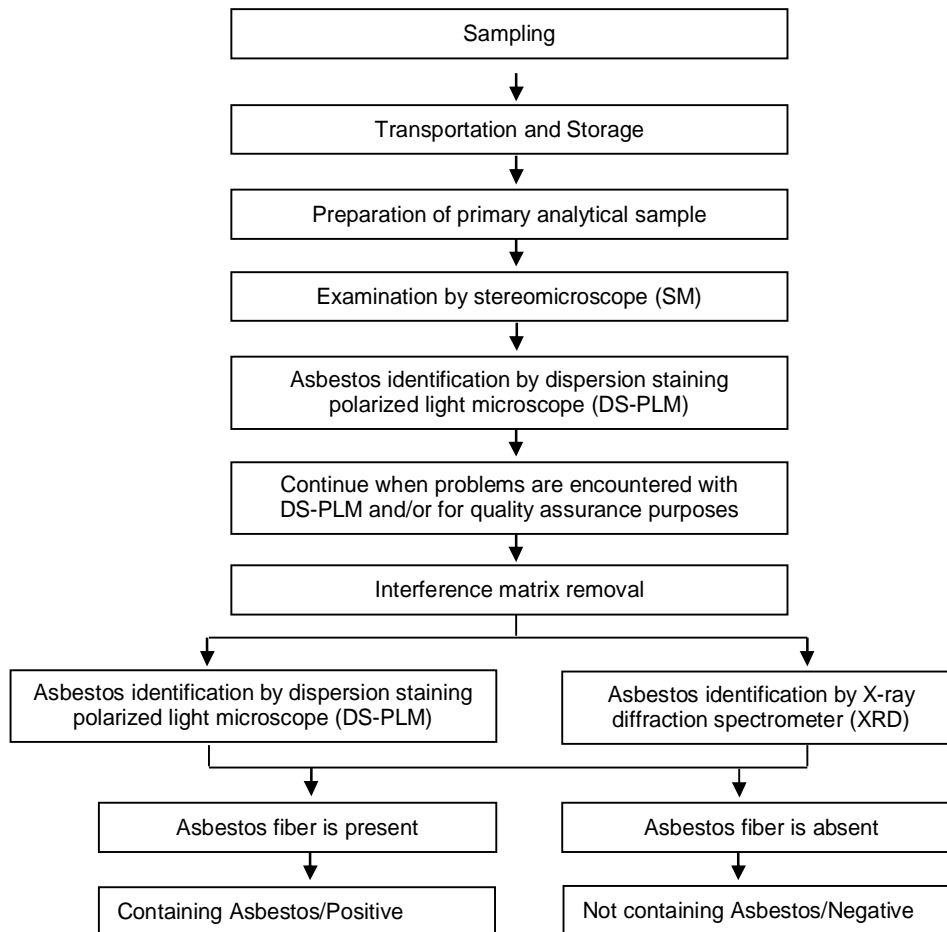 Sampling
Transportation and Storage
Preparation of primary analytical sample
Examination by stereomicroscope (SM)
Asbestos identification by dispersion staining
polarized light microscope (DS-PLM)
Continue when problems are encountered with
DS-PLM and/or for quality assurance purposes
Interference matrix removal
Asbestos identification by dispersion staining
polarized light microscope (DS-PLM)
Asbestos identification by X-ray
diffraction spectrometer (XRD)
Asbestos fiber is present
Asbestos fiber is absent
Containing Asbestos/Positive
Not containing Asbestos/Negative